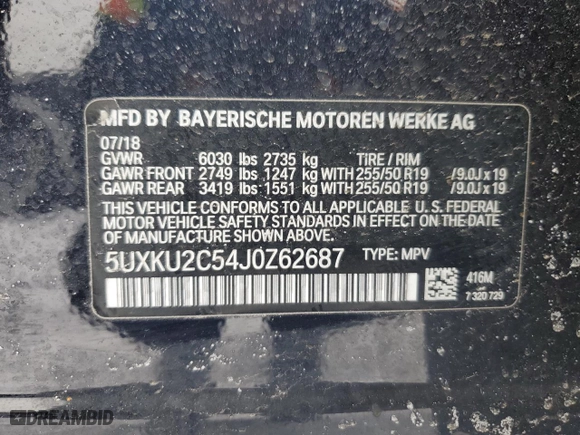 MFD BY BAYERISCHE MOTOREN WERKE AG
07/18
GVWR 6030 lbs 2735 kg TIRE / RIM
GAWR FRONT 2749 lbs 1247 kg WITH 255/50 R19 /9.0J x 19
GAWR REAR 3419 lbs 1551 kg WITH 255/50 R19 /9.0J x 19
THIS VEHICLE CONFORMS TO ALL APPLICABLE U. S. FEDERAL
MOTOR VEHICLE SAFETY STANDARDS IN EFFECT ON THE DATE
OF MANUFACTURE SHOWN ABOVE.
5UXKU2C54J0Z62687 TYPE: MPV
416M
7 320 729
DREAMBID